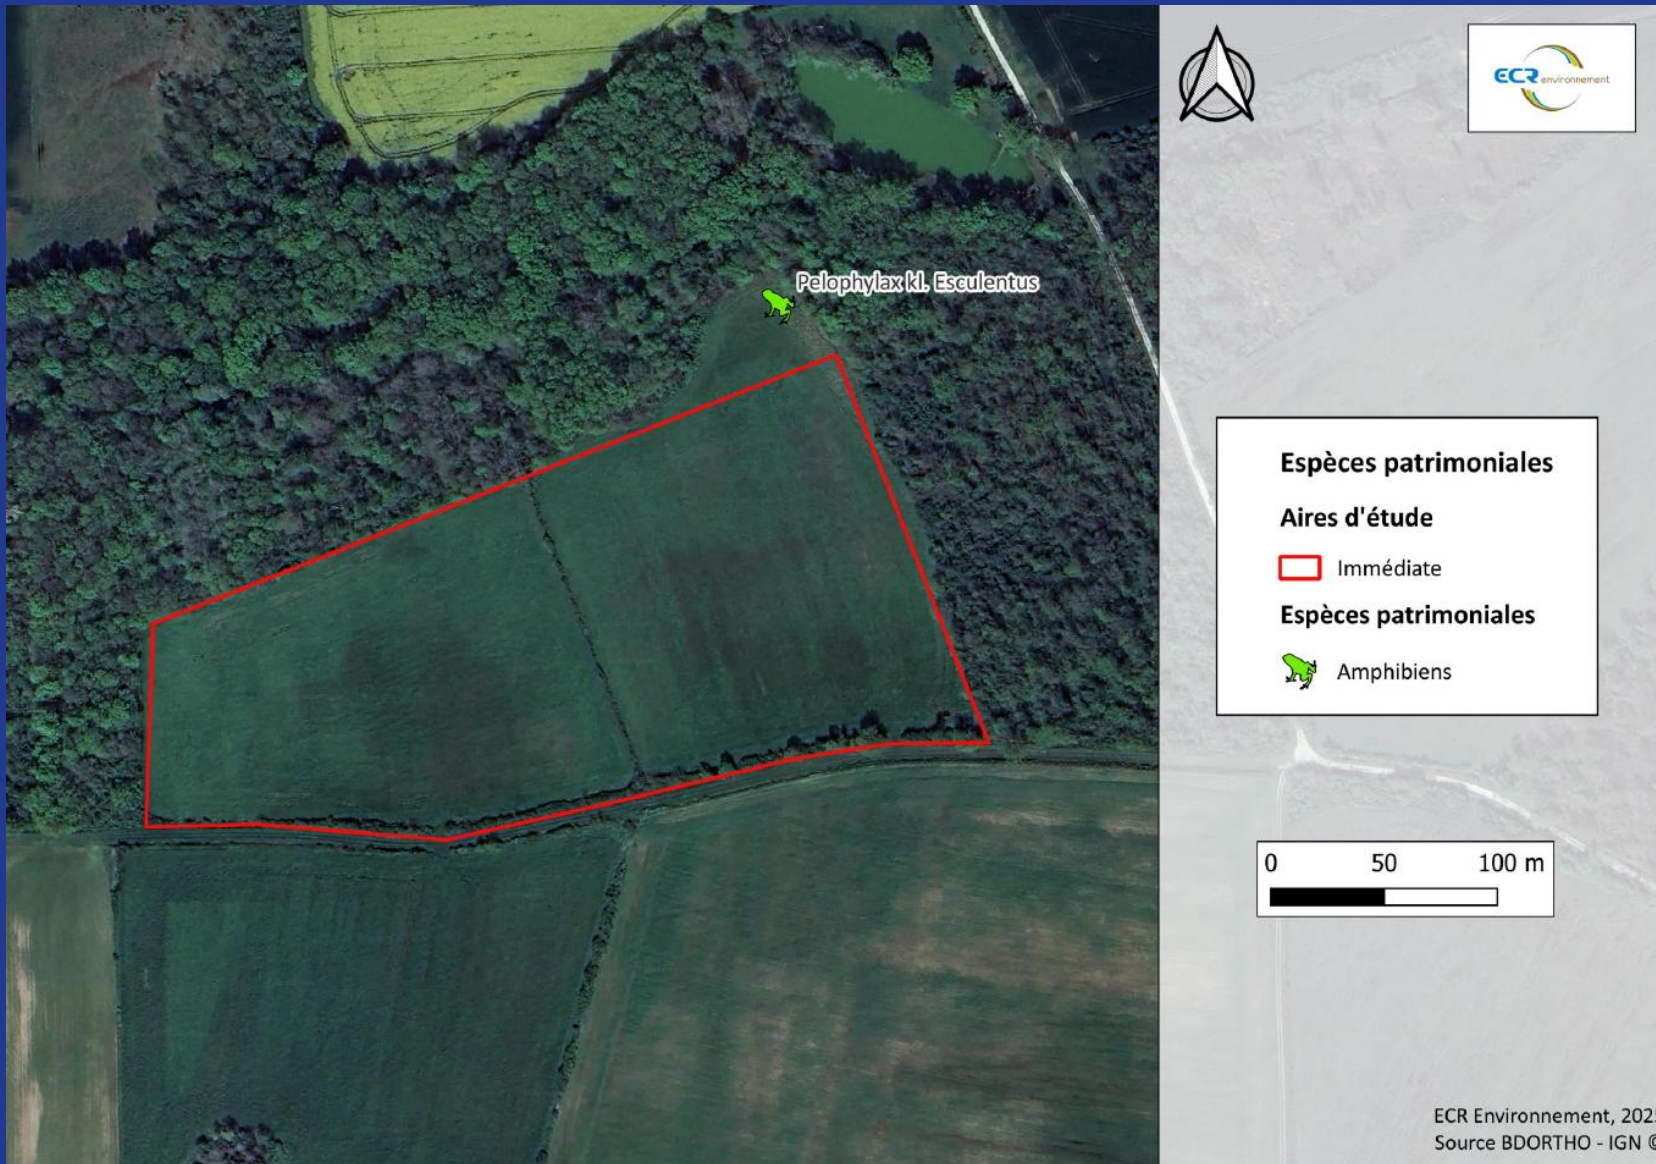 ECR environnement
Pelophylax kl. Esculentus
Espèces patrimoniales
Aires d'étude
Immédiate
Espèces patrimoniales
Amphibiens
0 50 100 m
ECR Environnement, 2025
Source BDORTHO - IGN ©